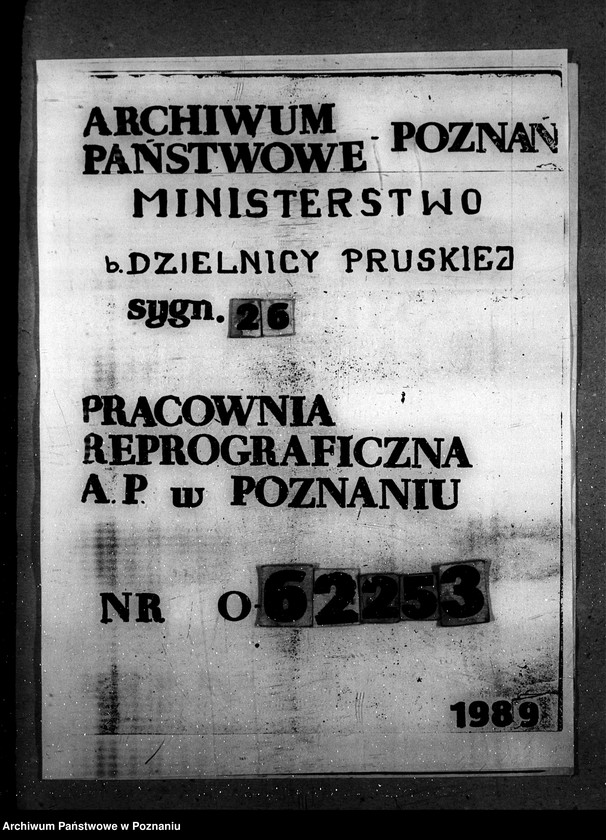 ARCHIWUM
PAŃSTWOWE - POZNAŃ
MINISTERSTWO
b. DZIELNICY PRUSKIEJ
sygn. 26
PRACOWNIA
REPROGRAFICZNA
A.P. w POZNANIU
NR O-62253
1989
Archiwum Państwowe w Poznaniu